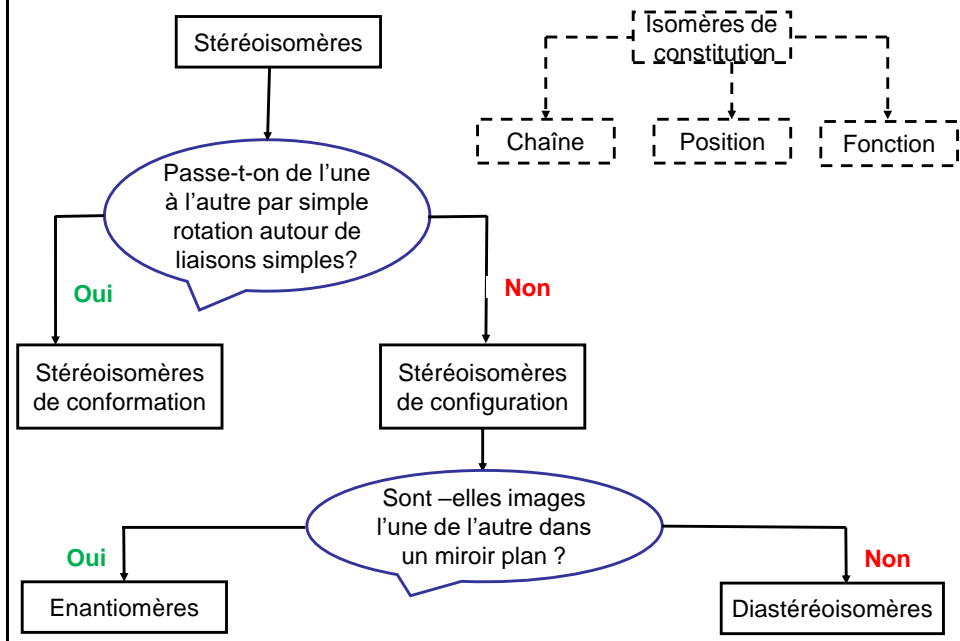 Stéréoisomères
Isomères de
constitution
Chaîne
Position
Fonction
Passe-t-on de l’une
à l’autre par simple
rotation autour de
liaisons simples?
Oui
Non
Stéréoisomères
de conformation
Stéréoisomères
de configuration
Sont –elles images
l’une de l’autre dans
un miroir plan ?
Oui
Non
Enantiomères
Diastéréoisomères